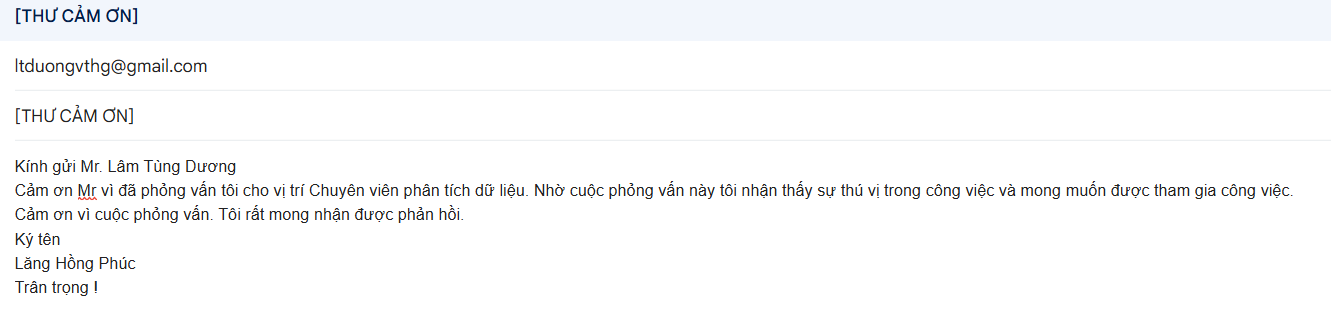 [THƯ CẢM ƠN]
ltduongvthg@gmail.com
[THƯ CẢM ƠN]
Kính gửi Mr. Lâm Tùng Dương
Cảm ơn Mr vì đã phỏng vấn tôi cho vị trí Chuyên viên phân tích dữ liệu. Nhờ cuộc phỏng vấn này tôi nhận thấy sự thú vị trong công việc và mong muốn được tham gia công việc.
Cảm ơn vì cuộc phỏng vấn. Tôi rất mong nhận được phản hồi.
Ký tên
Lăng Hồng Phúc
Trân trọng !